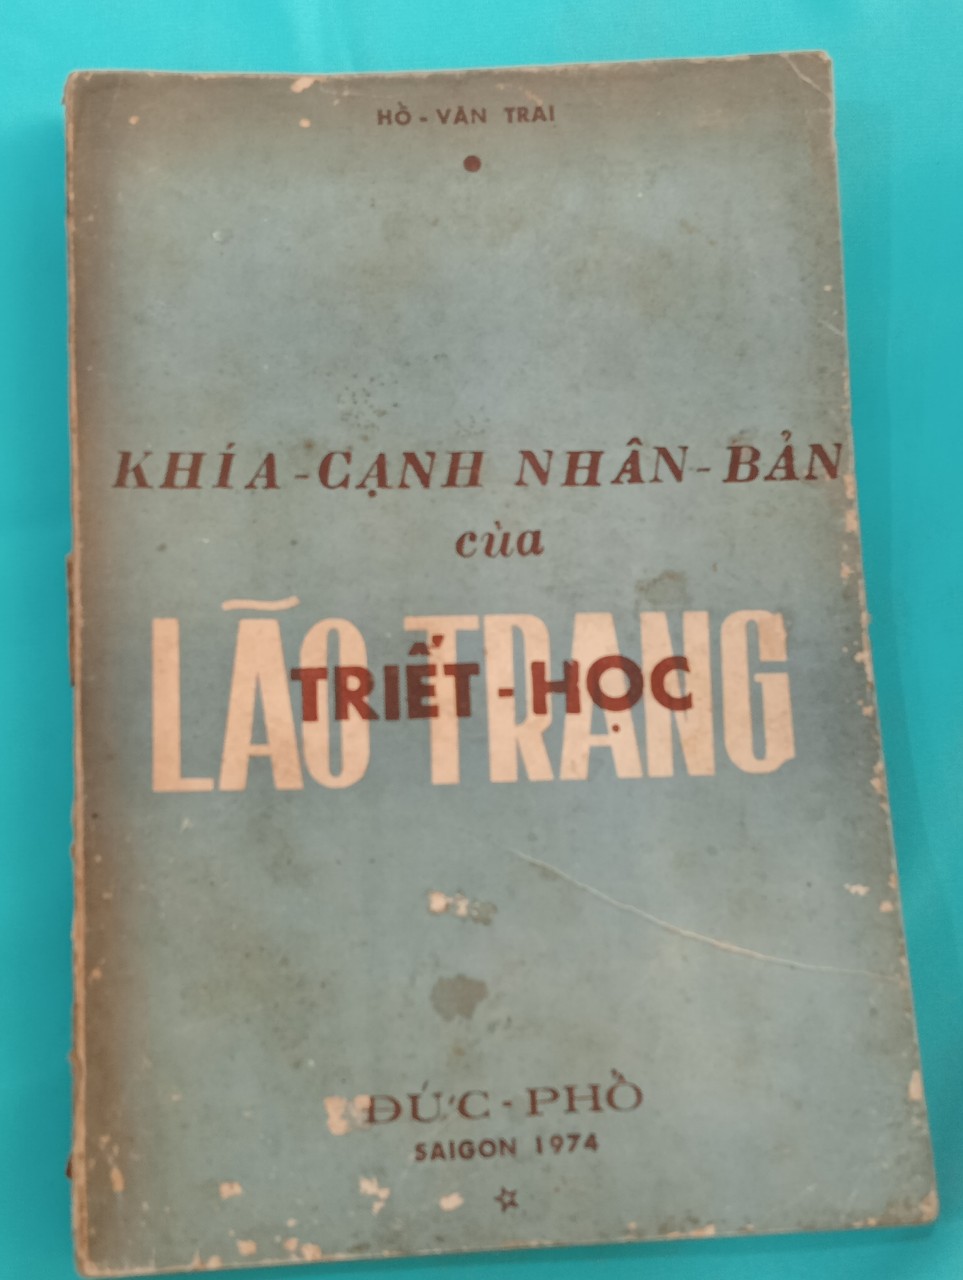 HỒ - VĂN TRAI
KHÍA - CẠNH NHÂN - BẢN
của
TRIẾT - HỌC
LÃO TRANG
ĐỨC - PHỔ
SAIGON 1974